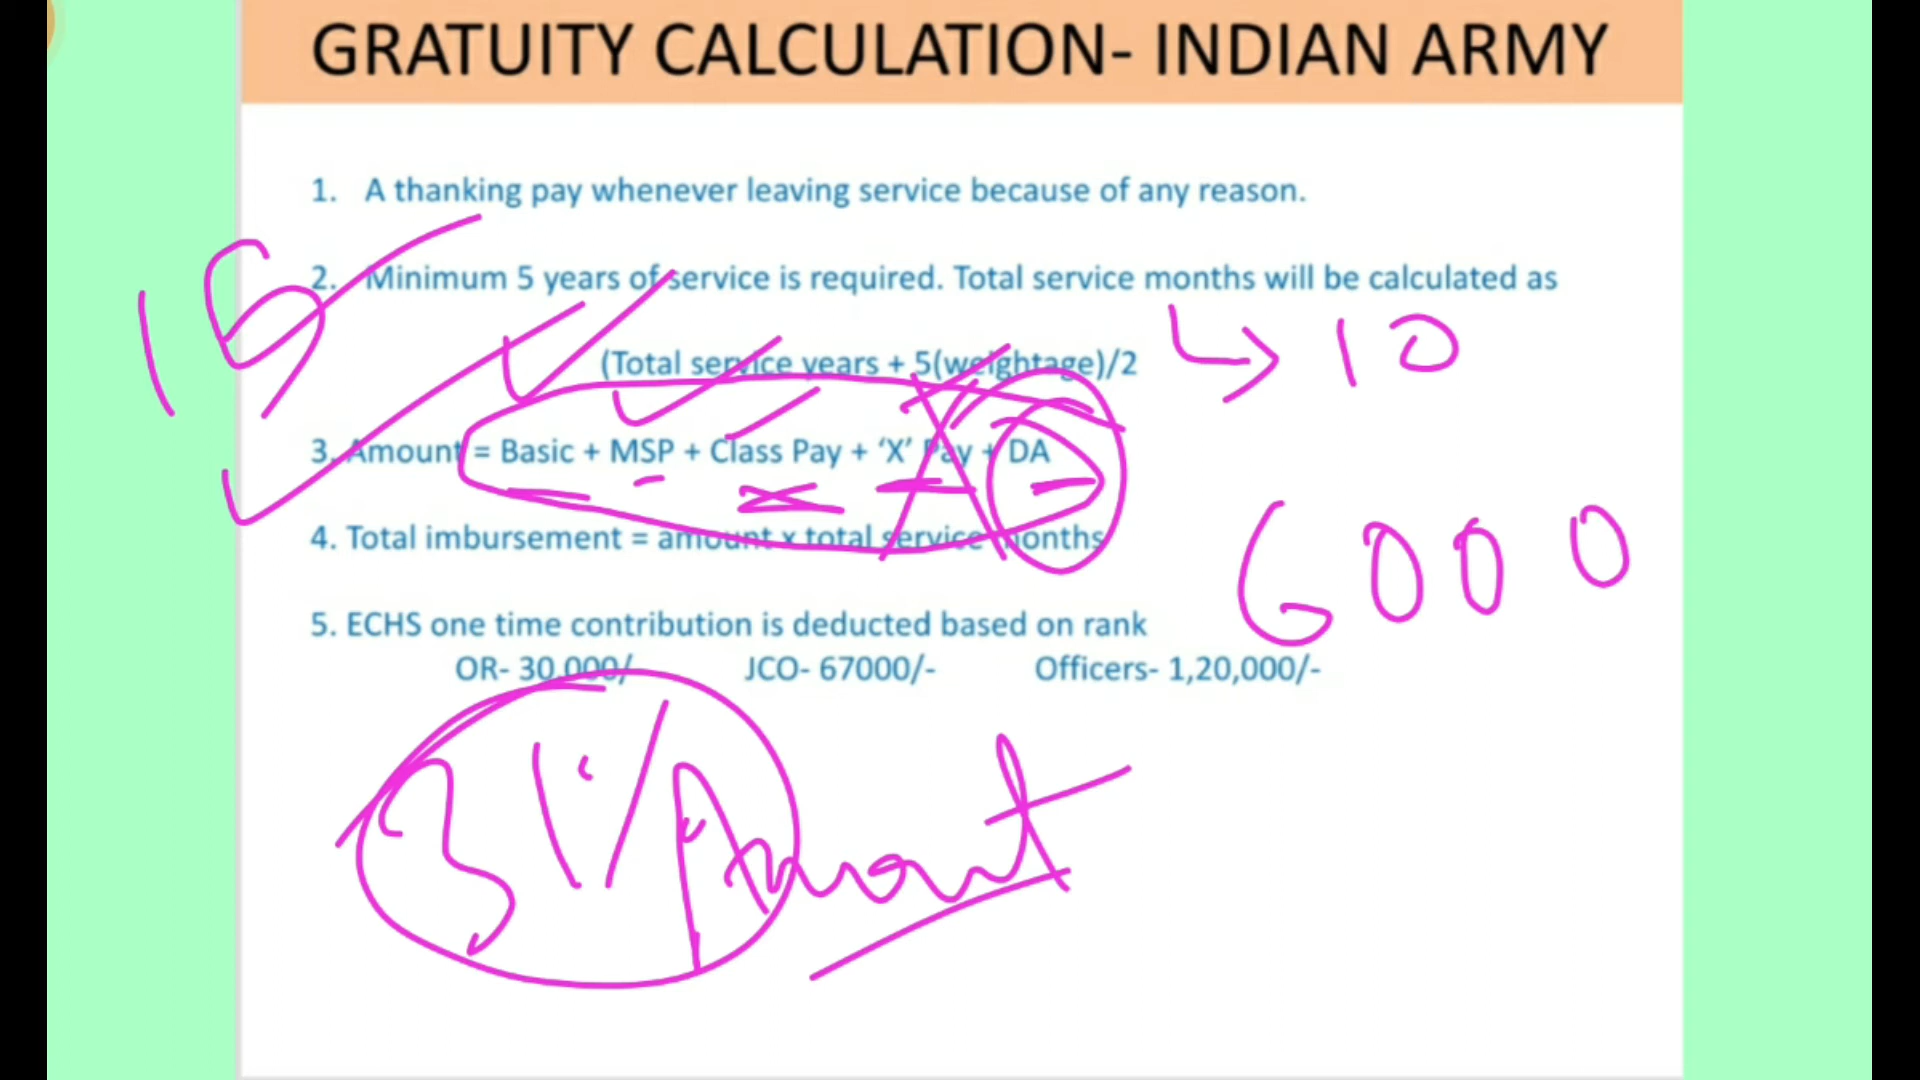 GRATUITY CALCULATION- INDIAN ARMY
1. A thanking pay whenever leaving service because of any reason.
2. Minimum 5 years of service is required. Total service months will be calculated as
(Total service years + 5(weightage)/2
10
15
3. Amount = Basic + MSP + Class Pay + ‘X’ Pay + DA
4. Total imbursement = amount x total service months
6000
5. ECHS one time contribution is deducted based on rank
OR- 30,000/- JCO- 67000/- Officers- 1,20,000/-
31% Amount